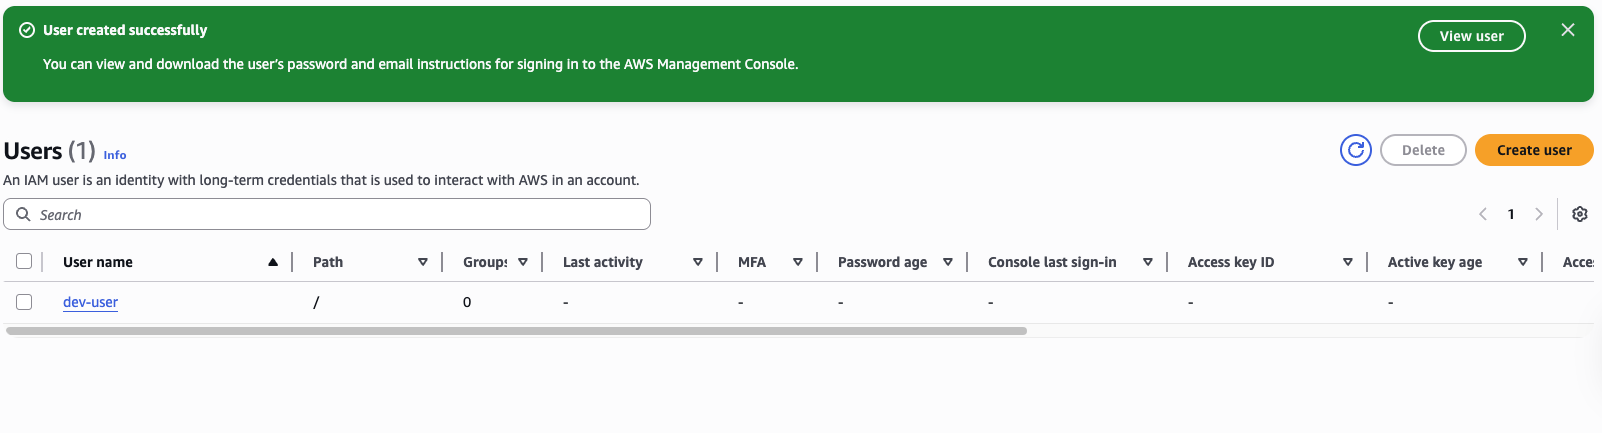 User created successfully
View user
You can view and download the user's password and email instructions for signing in to the AWS Management Console.
Users (1) Info
Delete
Create user
An IAM user is an identity with long-term credentials that is used to interact with AWS in an account.
Search
1
User name Path Groups Last activity MFA Password age Console last sign-in Access key ID Active key age Acces
dev-user / 0 - - - - - -